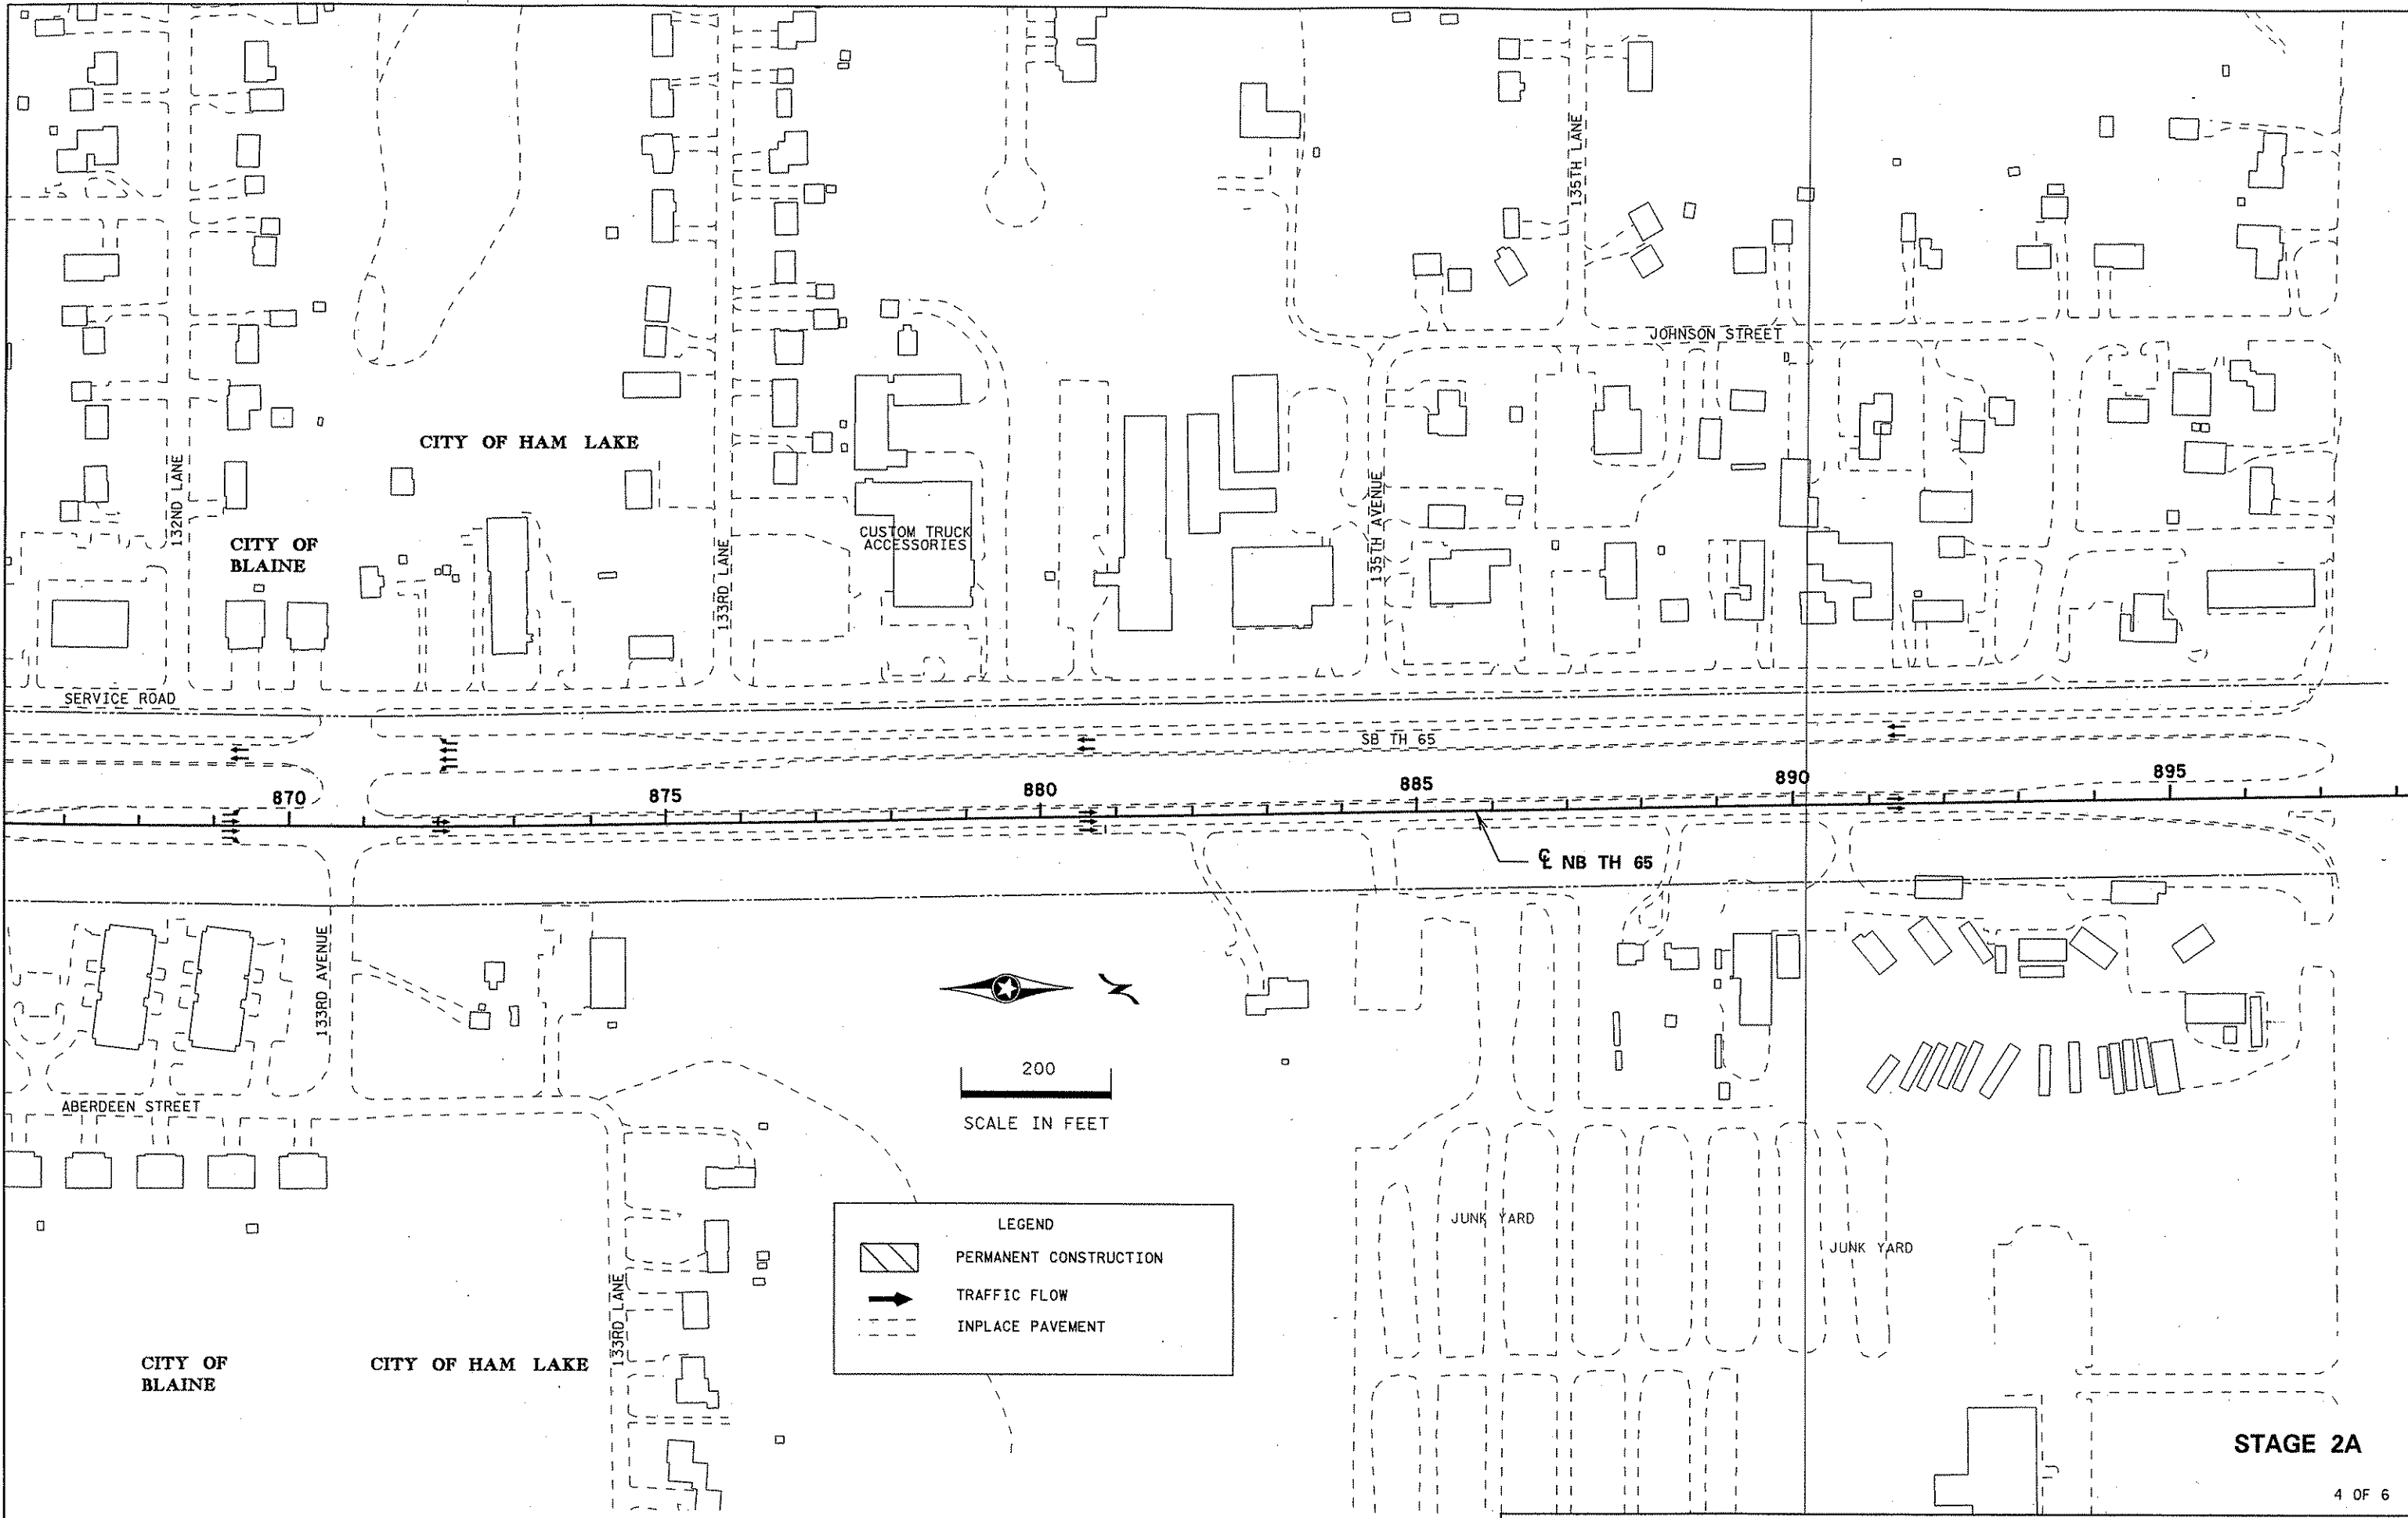 135TH LANE
JOHNSON STREET
CITY OF HAM LAKE
132ND LANE
CITY OF
BLAINE
133RD LANE
CUSTOM TRUCK
ACCESSORIES
135TH AVENUE
SERVICE ROAD
SB TH 65
870
875
880
885
890
895
℄ NB TH 65
133RD AVENUE
200
SCALE IN FEET
ABERDEEN STREET
LEGEND
PERMANENT CONSTRUCTION
TRAFFIC FLOW
INPLACE PAVEMENT
JUNK YARD
JUNK YARD
133RD LANE
CITY OF
BLAINE
CITY OF HAM LAKE
STAGE 2A
4 OF 6